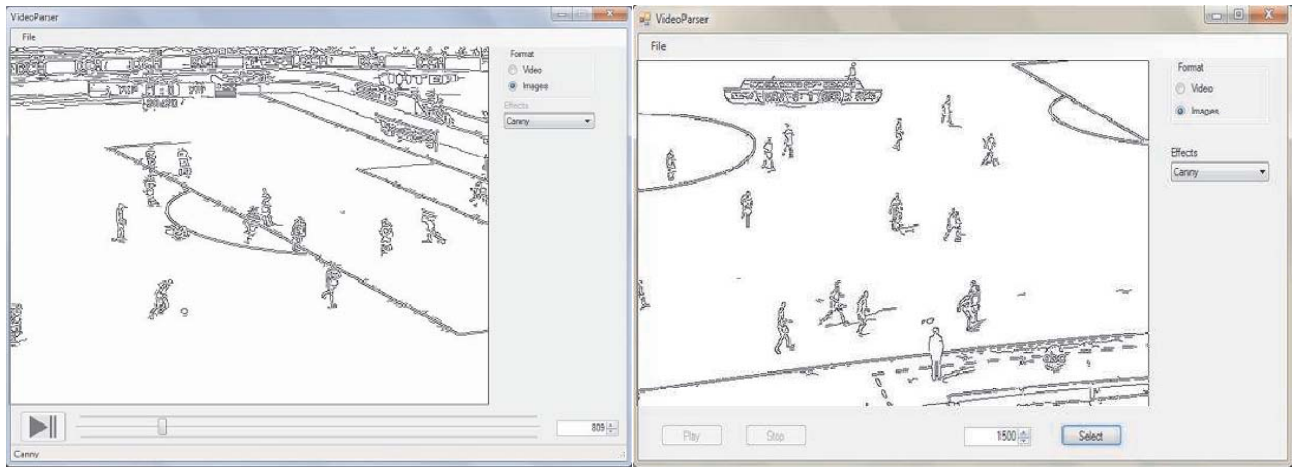 VideoParser
File
Format
Video
Images
Effects
Canny
809
Canny
VideoParser
File
Format
Video
Images
Effects
Canny
Play
Stop
1500
Select